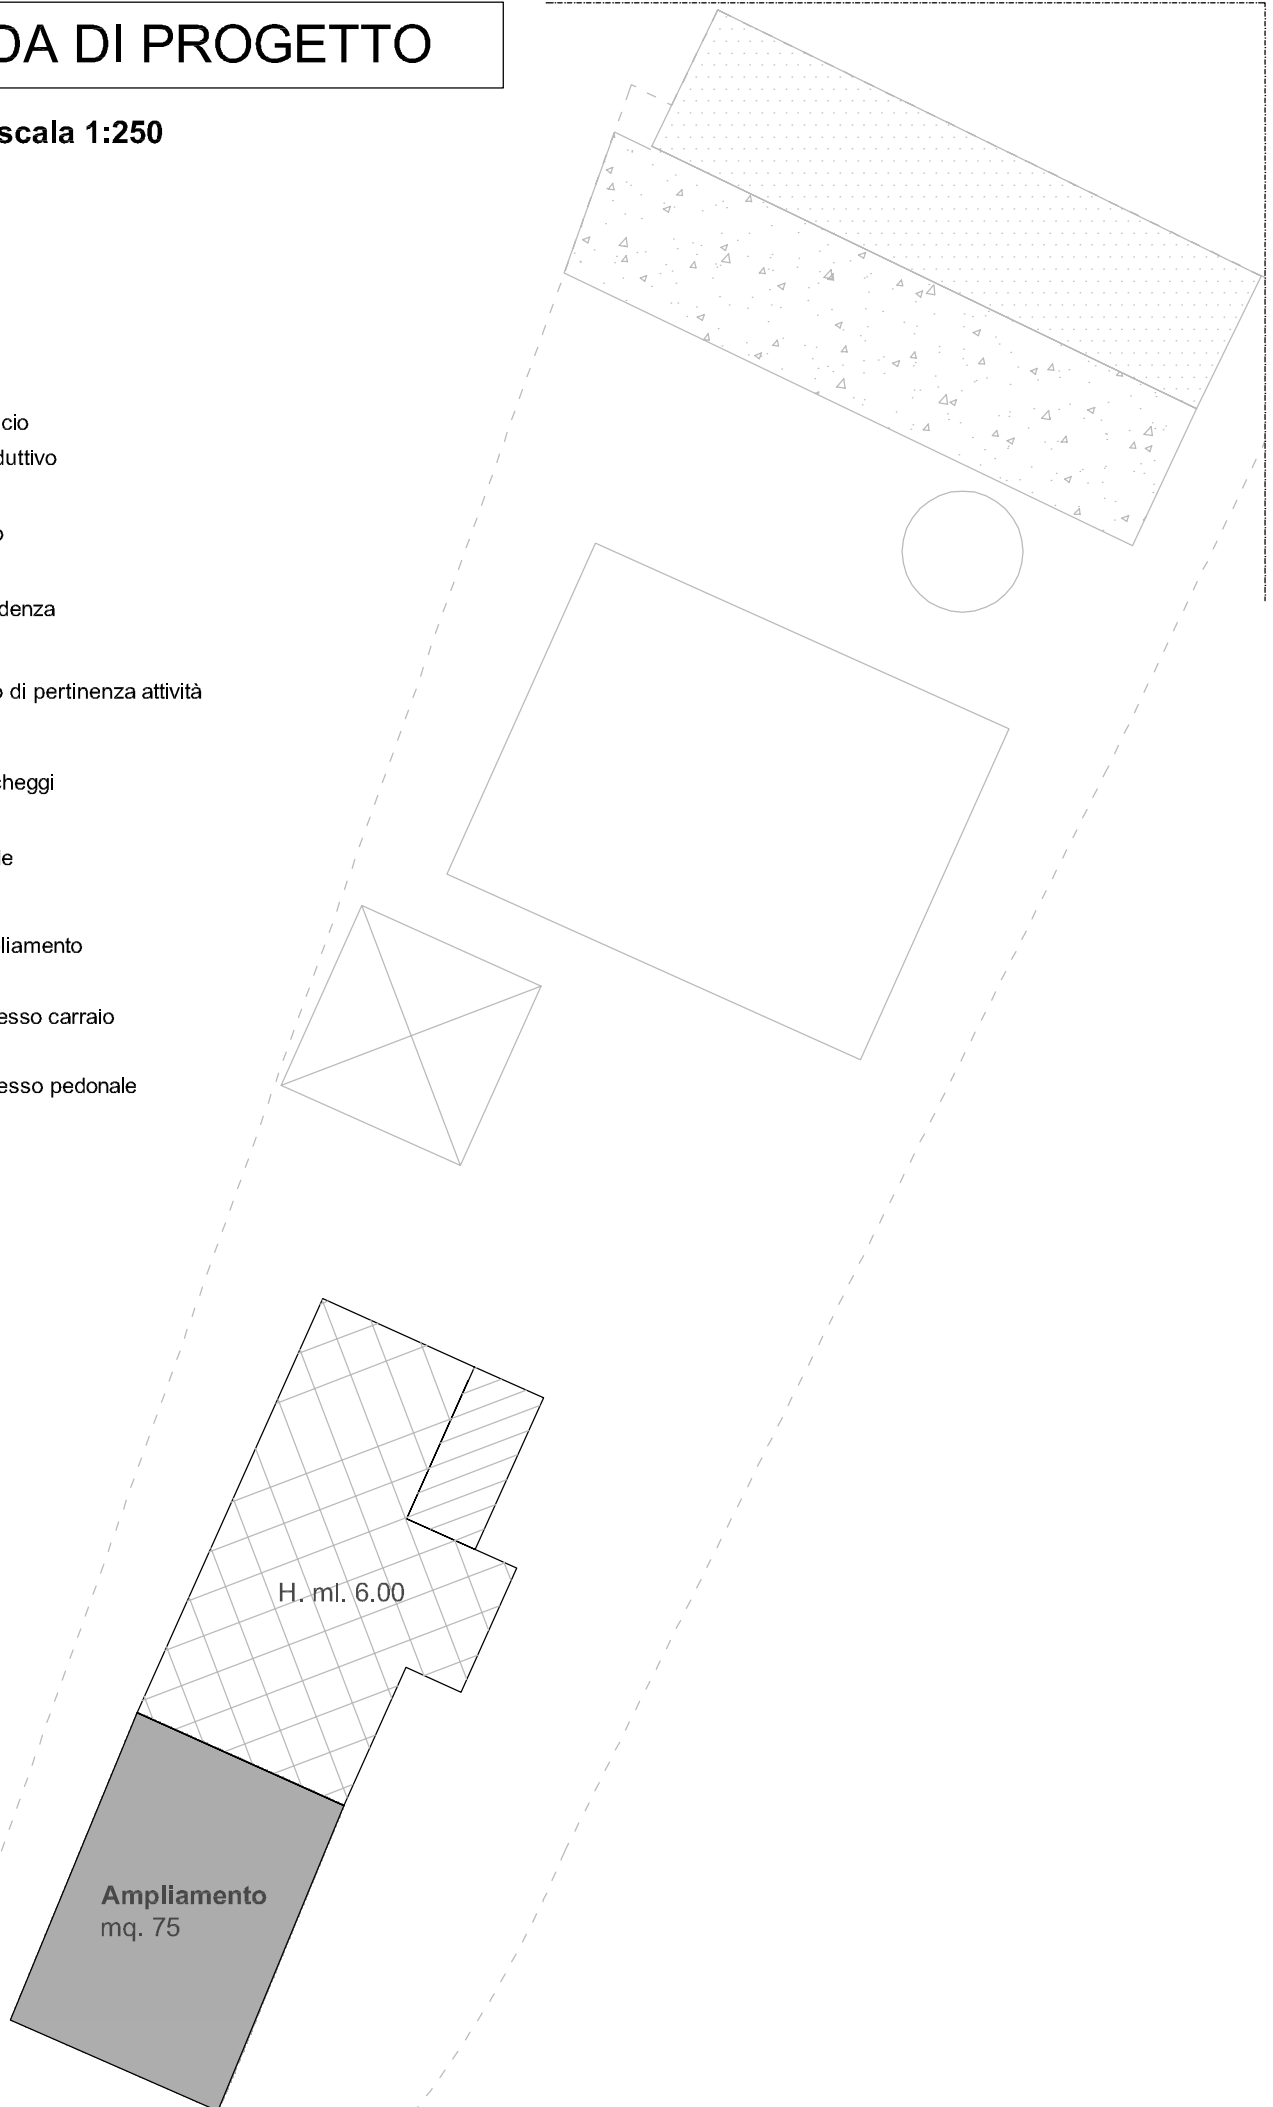 DA DI PROGETTO
scala 1:250
cio
duttivo
o
denza
o di pertinenza attività
cheggi
le
liamento
esso carraio
esso pedonale
H. ml. 6.00
Ampliamento
mq. 75